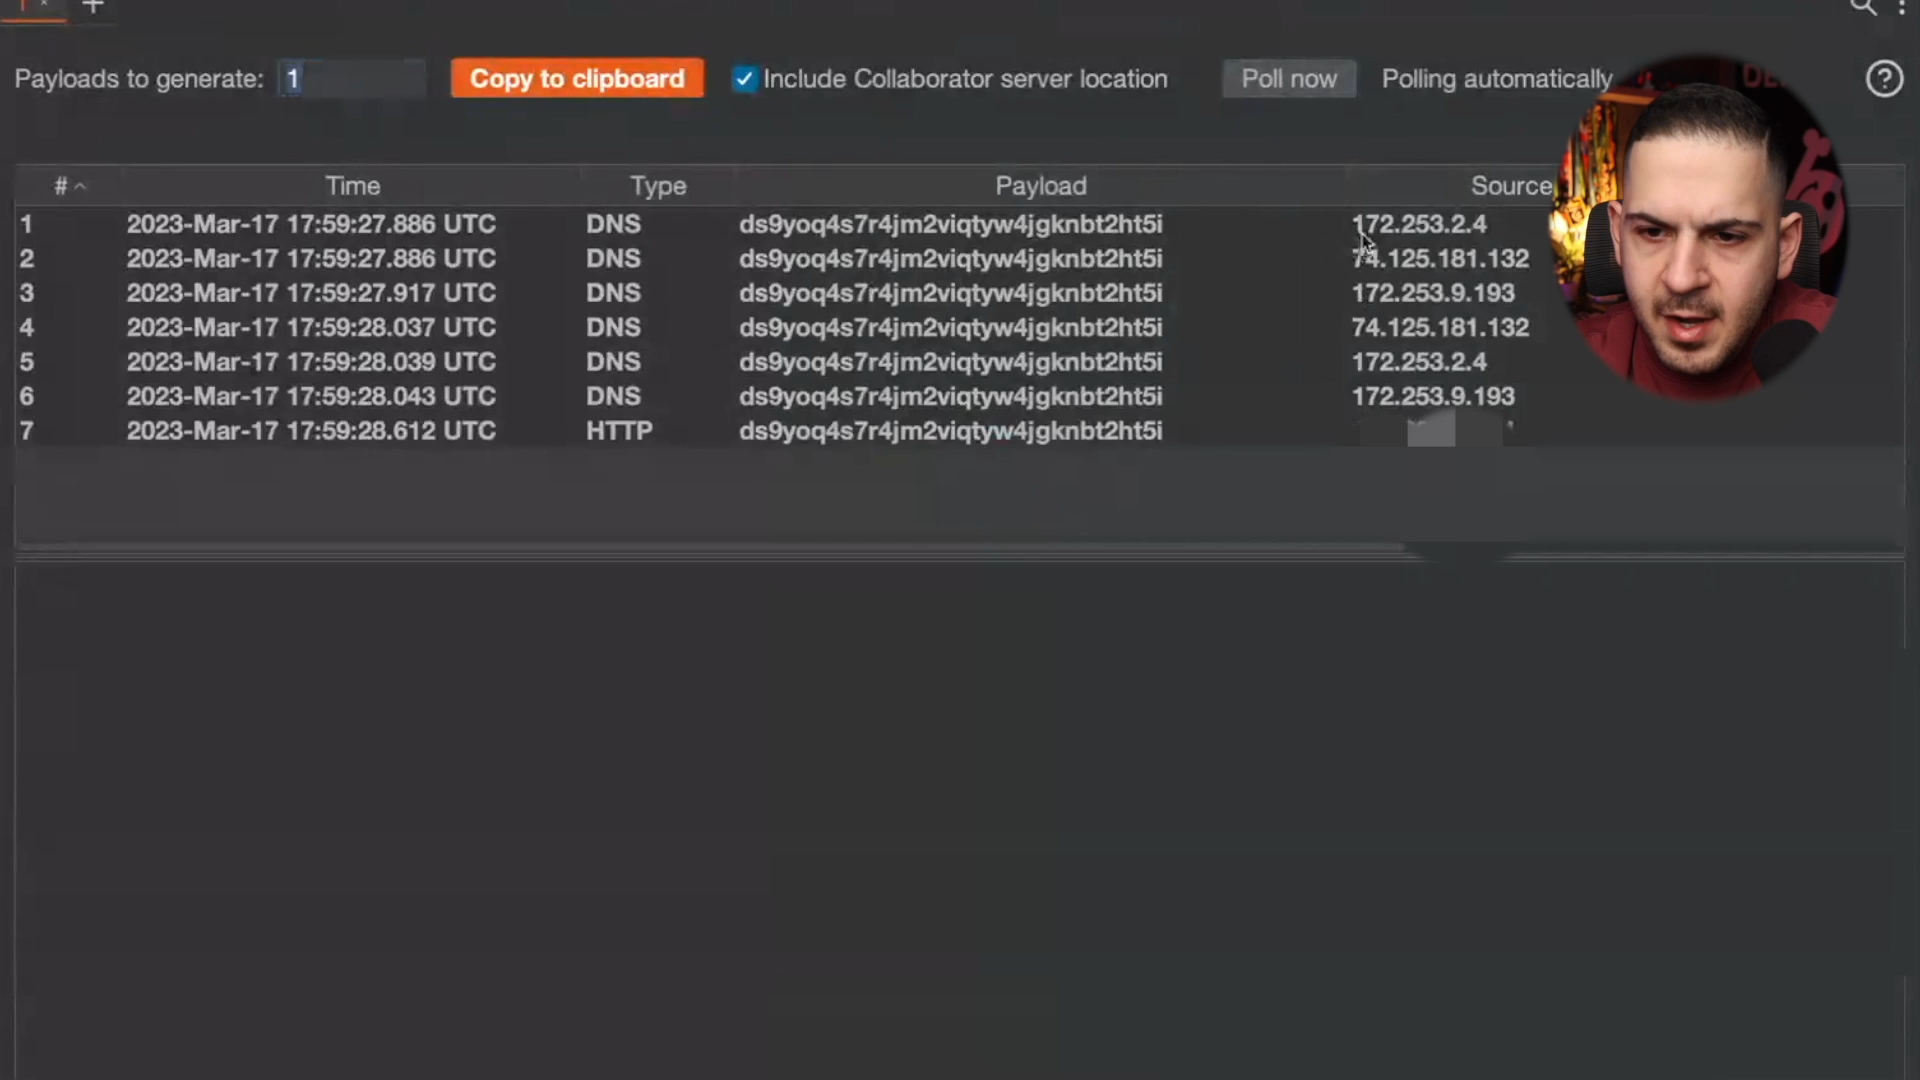 Payloads to generate: 1 Copy to clipboard Include Collaborator server location Poll now Polling automatically
# Time Type Payload Source
1 2023-Mar-17 17:59:27.886 UTC DNS ds9yoq4s7r4jm2viqtyw4jgknbt2ht5i 172.253.2.4
2 2023-Mar-17 17:59:27.886 UTC DNS ds9yoq4s7r4jm2viqtyw4jgknbt2ht5i 74.125.181.132
3 2023-Mar-17 17:59:27.917 UTC DNS ds9yoq4s7r4jm2viqtyw4jgknbt2ht5i 172.253.9.193
4 2023-Mar-17 17:59:28.037 UTC DNS ds9yoq4s7r4jm2viqtyw4jgknbt2ht5i 74.125.181.132
5 2023-Mar-17 17:59:28.039 UTC DNS ds9yoq4s7r4jm2viqtyw4jgknbt2ht5i 172.253.2.4
6 2023-Mar-17 17:59:28.043 UTC DNS ds9yoq4s7r4jm2viqtyw4jgknbt2ht5i 172.253.9.193
7 2023-Mar-17 17:59:28.612 UTC HTTP ds9yoq4s7r4jm2viqtyw4jgknbt2ht5i